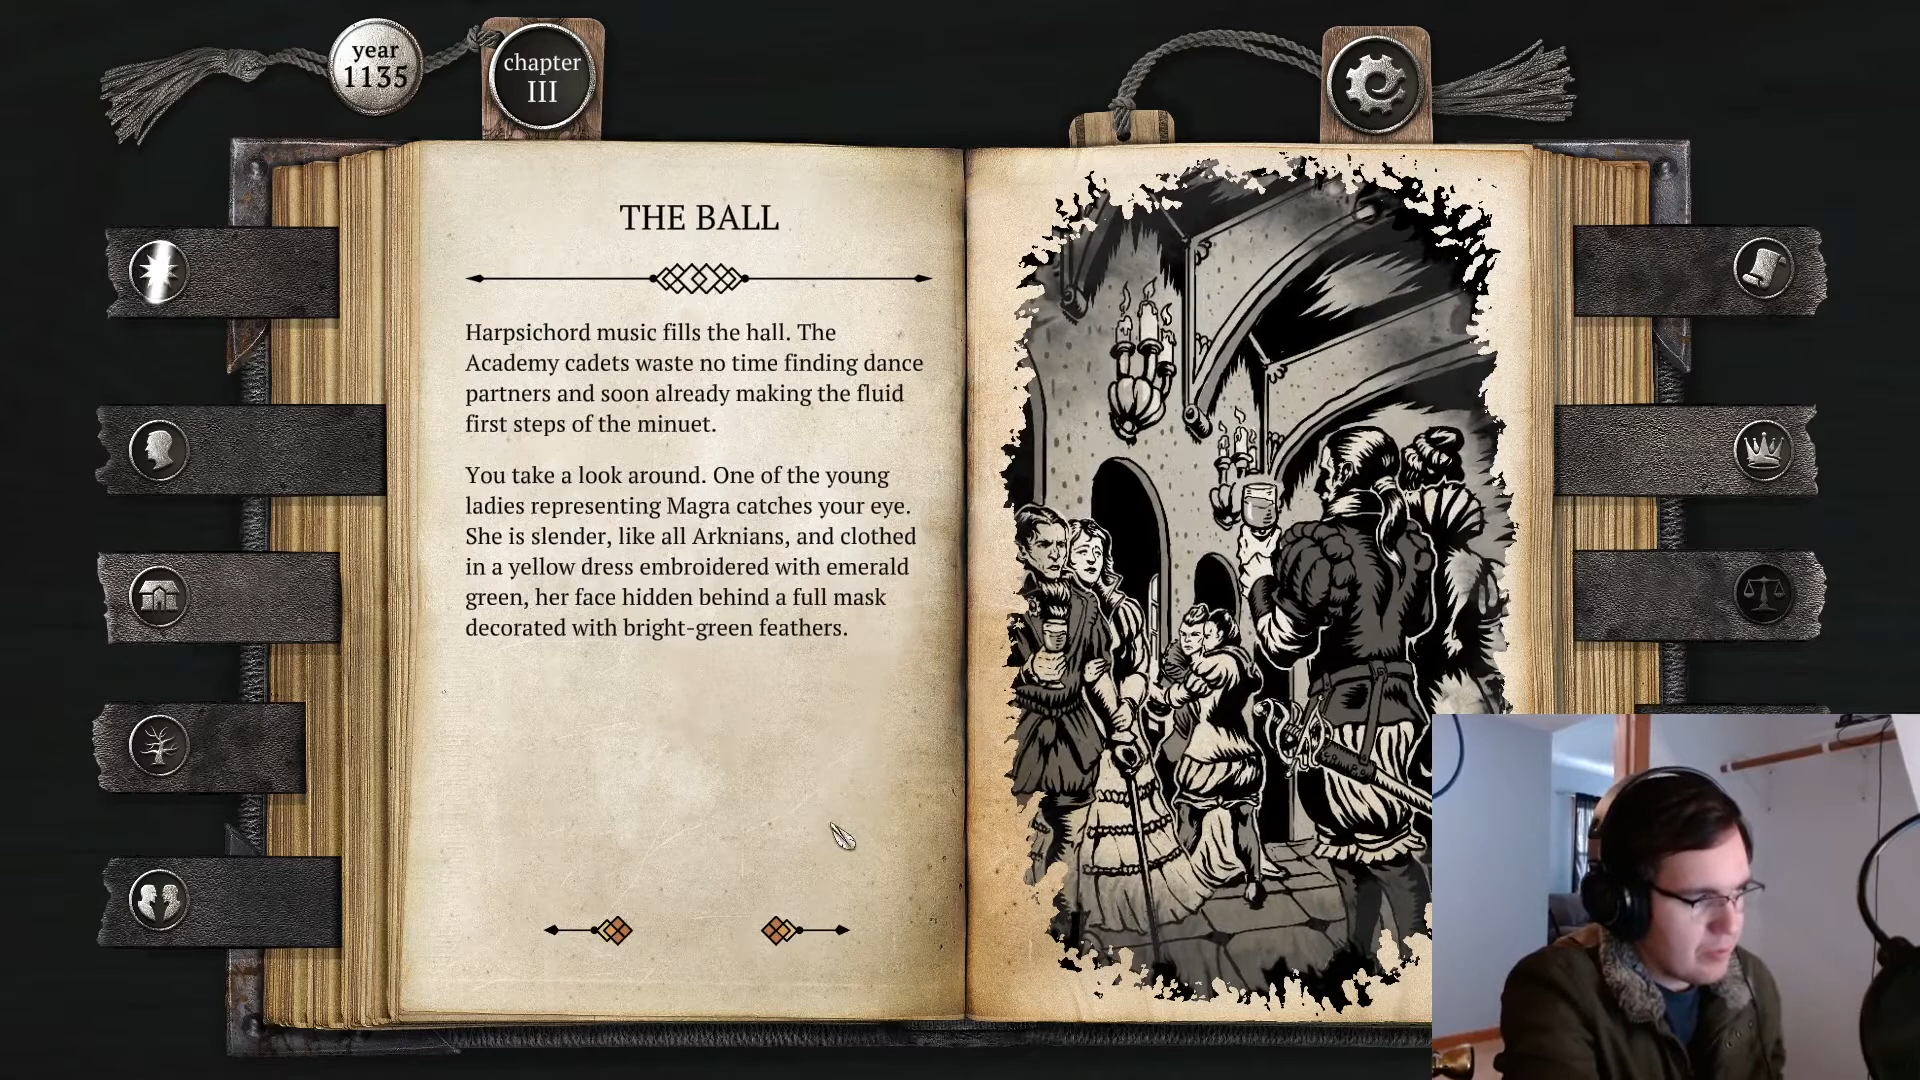 year
1135
chapter
III
THE BALL
Harpsichord music fills the hall. The
Academy cadets waste no time finding dance
partners and soon already making the fluid
first steps of the minuet.
You take a look around. One of the young
ladies representing Magra catches your eye.
She is slender, like all Arknians, and clothed
in a yellow dress embroidered with emerald
green, her face hidden behind a full mask
decorated with bright-green feathers.